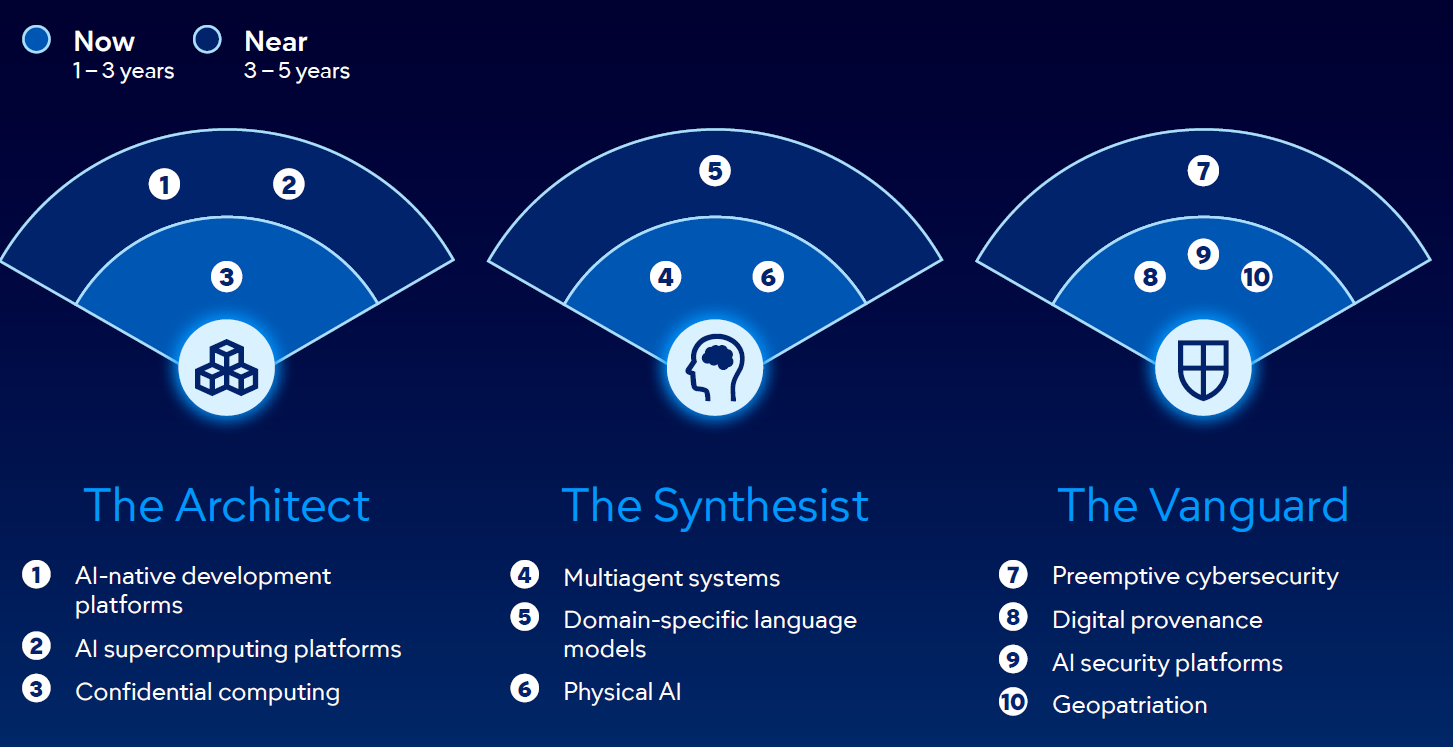 Now
1 – 3 years
Near
3 – 5 years
1
2
3
5
4
6
7
8
9
10
The Architect
1 AI-native development
platforms
2 AI supercomputing platforms
3 Confidential computing
The Synthesist
4 Multiagent systems
5 Domain-specific language
models
6 Physical AI
The Vanguard
7 Preemptive cybersecurity
8 Digital provenance
9 AI security platforms
10 Geopatriation